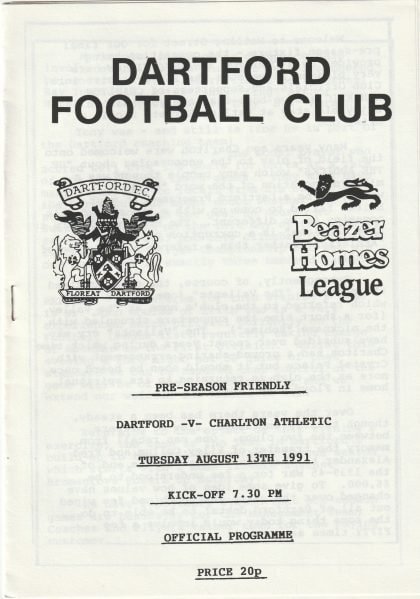 DARTFORD
FOOTBALL CLUB
DARTFORD F.C.
FLOREAT DARTFORD
Beazer
Homes
League
PRE-SEASON FRIENDLY
DARTFORD -V- CHARLTON ATHLETIC
TUESDAY AUGUST 13TH 1991
KICK-OFF 7.30 PM
OFFICIAL PROGRAMME
PRICE 20p